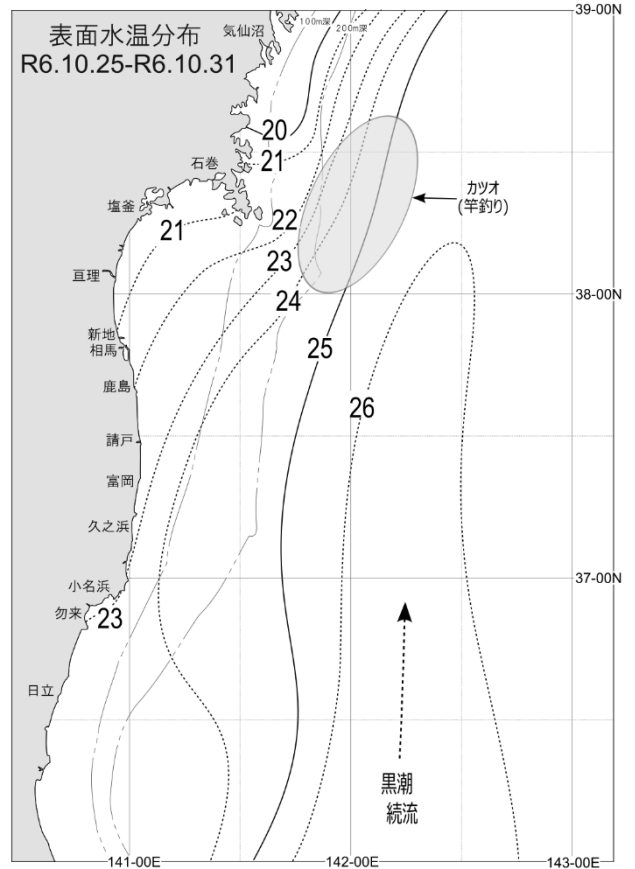 表面水温分布
R6.10.25-R6.10.31
気仙沼
100m深
200m深
39-00N
20
21
石巻
カツオ
(竿釣り)
塩釜
21
22
23
亘理
24
38-00N
新地
相馬
25
鹿島
26
請戸
富岡
久之浜
小名浜
37-00N
勿来
23
日立
黒潮
続流
141-00E
142-00E
143-00E